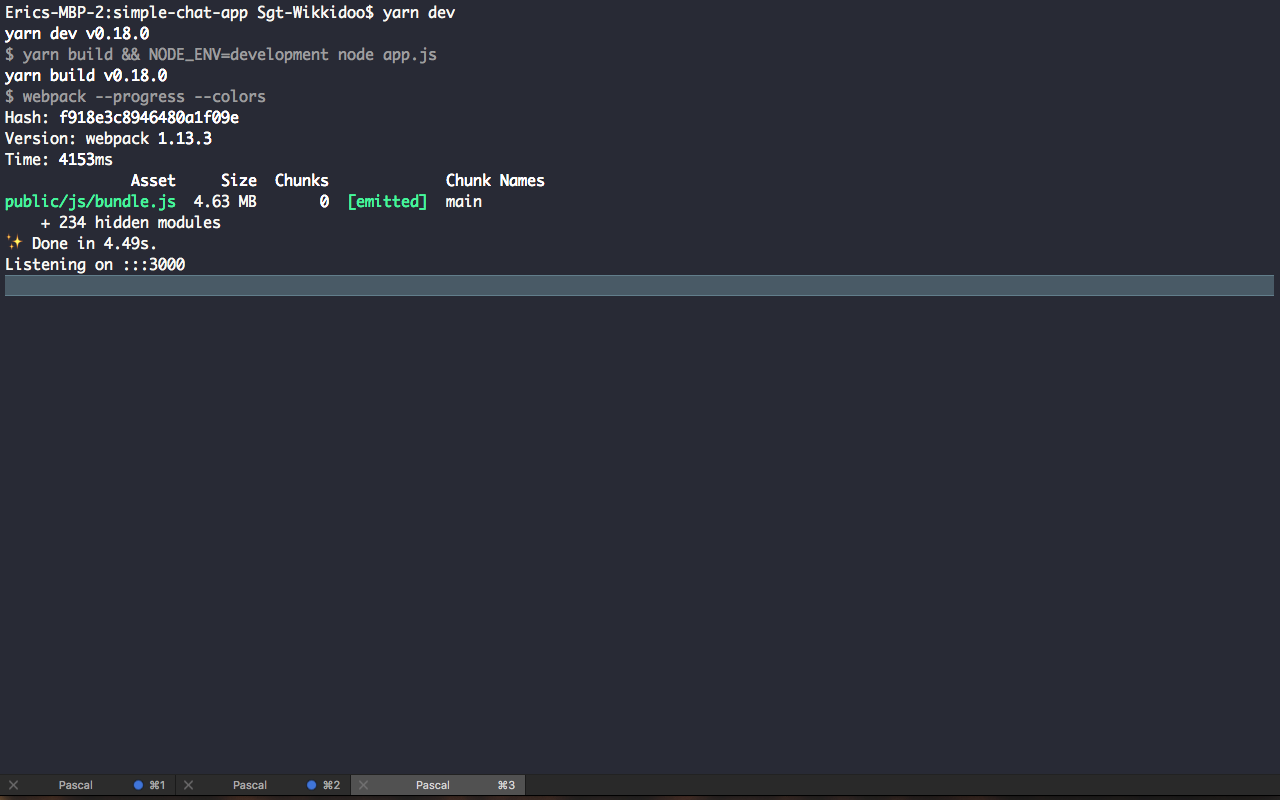 Erics-MBP-2:simple-chat-app Sgt-Wikkidoo$ yarn dev
yarn dev v0.18.0
$ yarn build && NODE_ENV=development node app.js
yarn build v0.18.0
$ webpack --progress --colors
Hash: f918e3c8946480a1f09e
Version: webpack 1.13.3
Time: 4153ms
Asset Size Chunks Chunk Names
public/js/bundle.js 4.63 MB 0 [emitted] main
+ 234 hidden modules
✨ Done in 4.49s.
Listening on :::3000
Pascal ⌘1 Pascal ⌘2 Pascal ⌘3